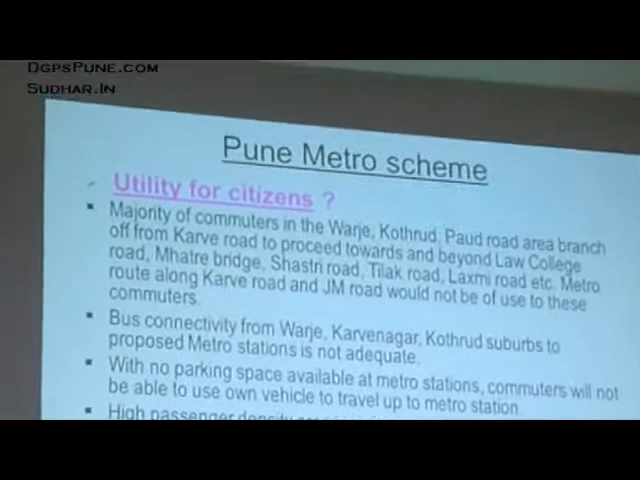 DGPSPUNE.COM
SUDHAR.IN
Pune Metro scheme
Utility for citizens ?
▪ Majority of commuters in the Warje, Kothrud, Paud road area branch
off from Karve road to proceed towards and beyond Law College
road, Mhatre bridge, Shastri road, Tilak road, Laxmi road etc. Metro
route along Karve road and JM road would not be of use to these
commuters.
▪ Bus connectivity from Warje, Karvenagar, Kothrud suburbs to
proposed Metro stations is not adequate.
▪ With no parking space available at metro stations, commuters will not
be able to use own vehicle to travel up to metro station.
▪ High passenger density